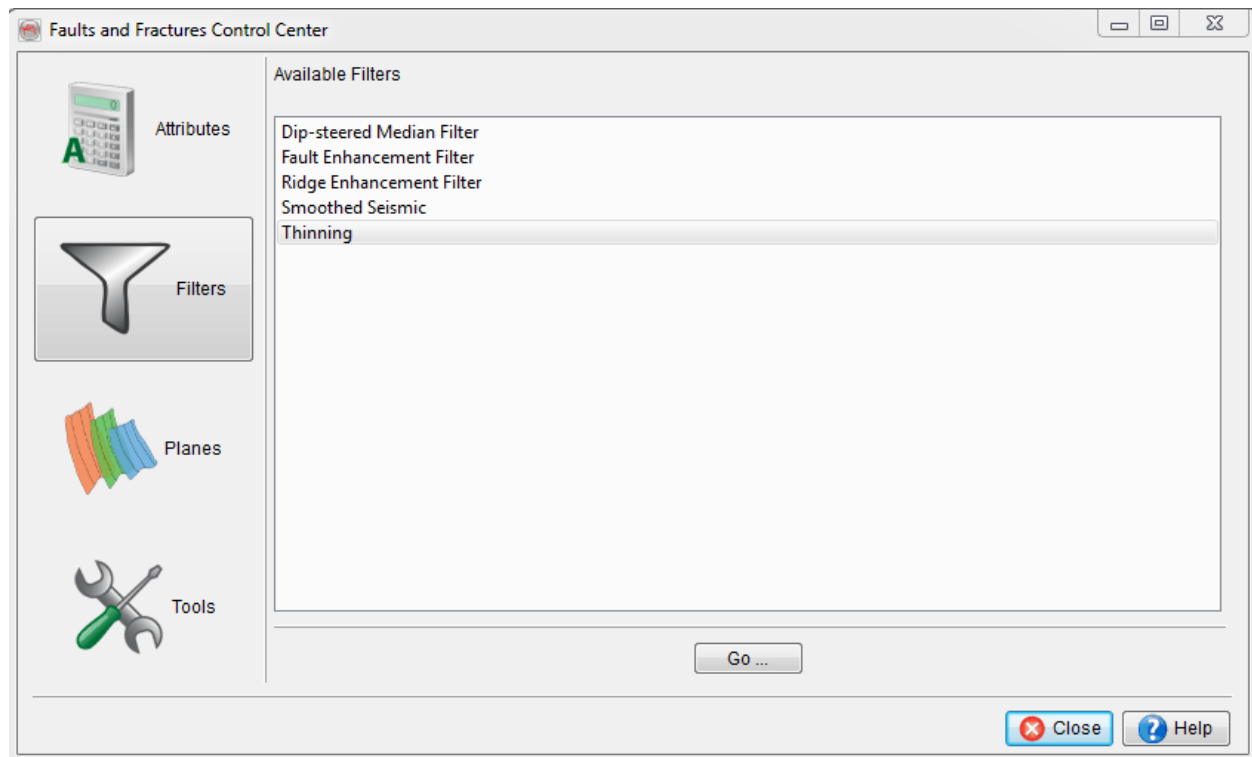 Faults and Fractures Control Center
Attributes
Filters
Planes
Tools
Available Filters
Dip-steered Median Filter
Fault Enhancement Filter
Ridge Enhancement Filter
Smoothed Seismic
Thinning
Go ...
Close
Help